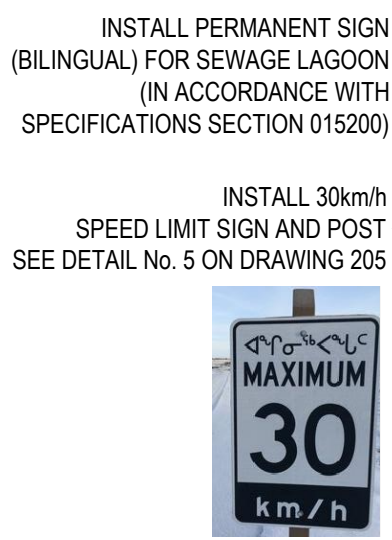 INSTALL PERMANENT SIGN
(BILINGUAL) FOR SEWAGE LAGOON
(IN ACCORDANCE WITH
SPECIFICATIONS SECTION 015200)
INSTALL 30km/h
SPEED LIMIT SIGN AND POST
SEE DETAIL No. 5 ON DRAWING 205
ᐊᖏᓂᖅᐸᖓᑦ
MAXIMUM
30
km/h